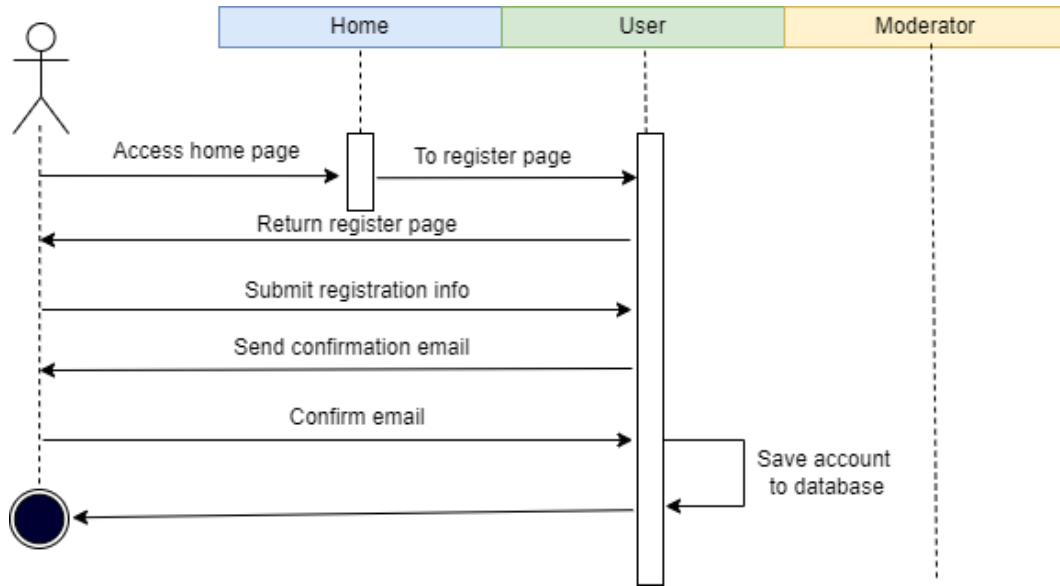 Home
User
Moderator
Access home page
To register page
Return register page
Submit registration info
Send confirmation email
Confirm email
Save account
to database